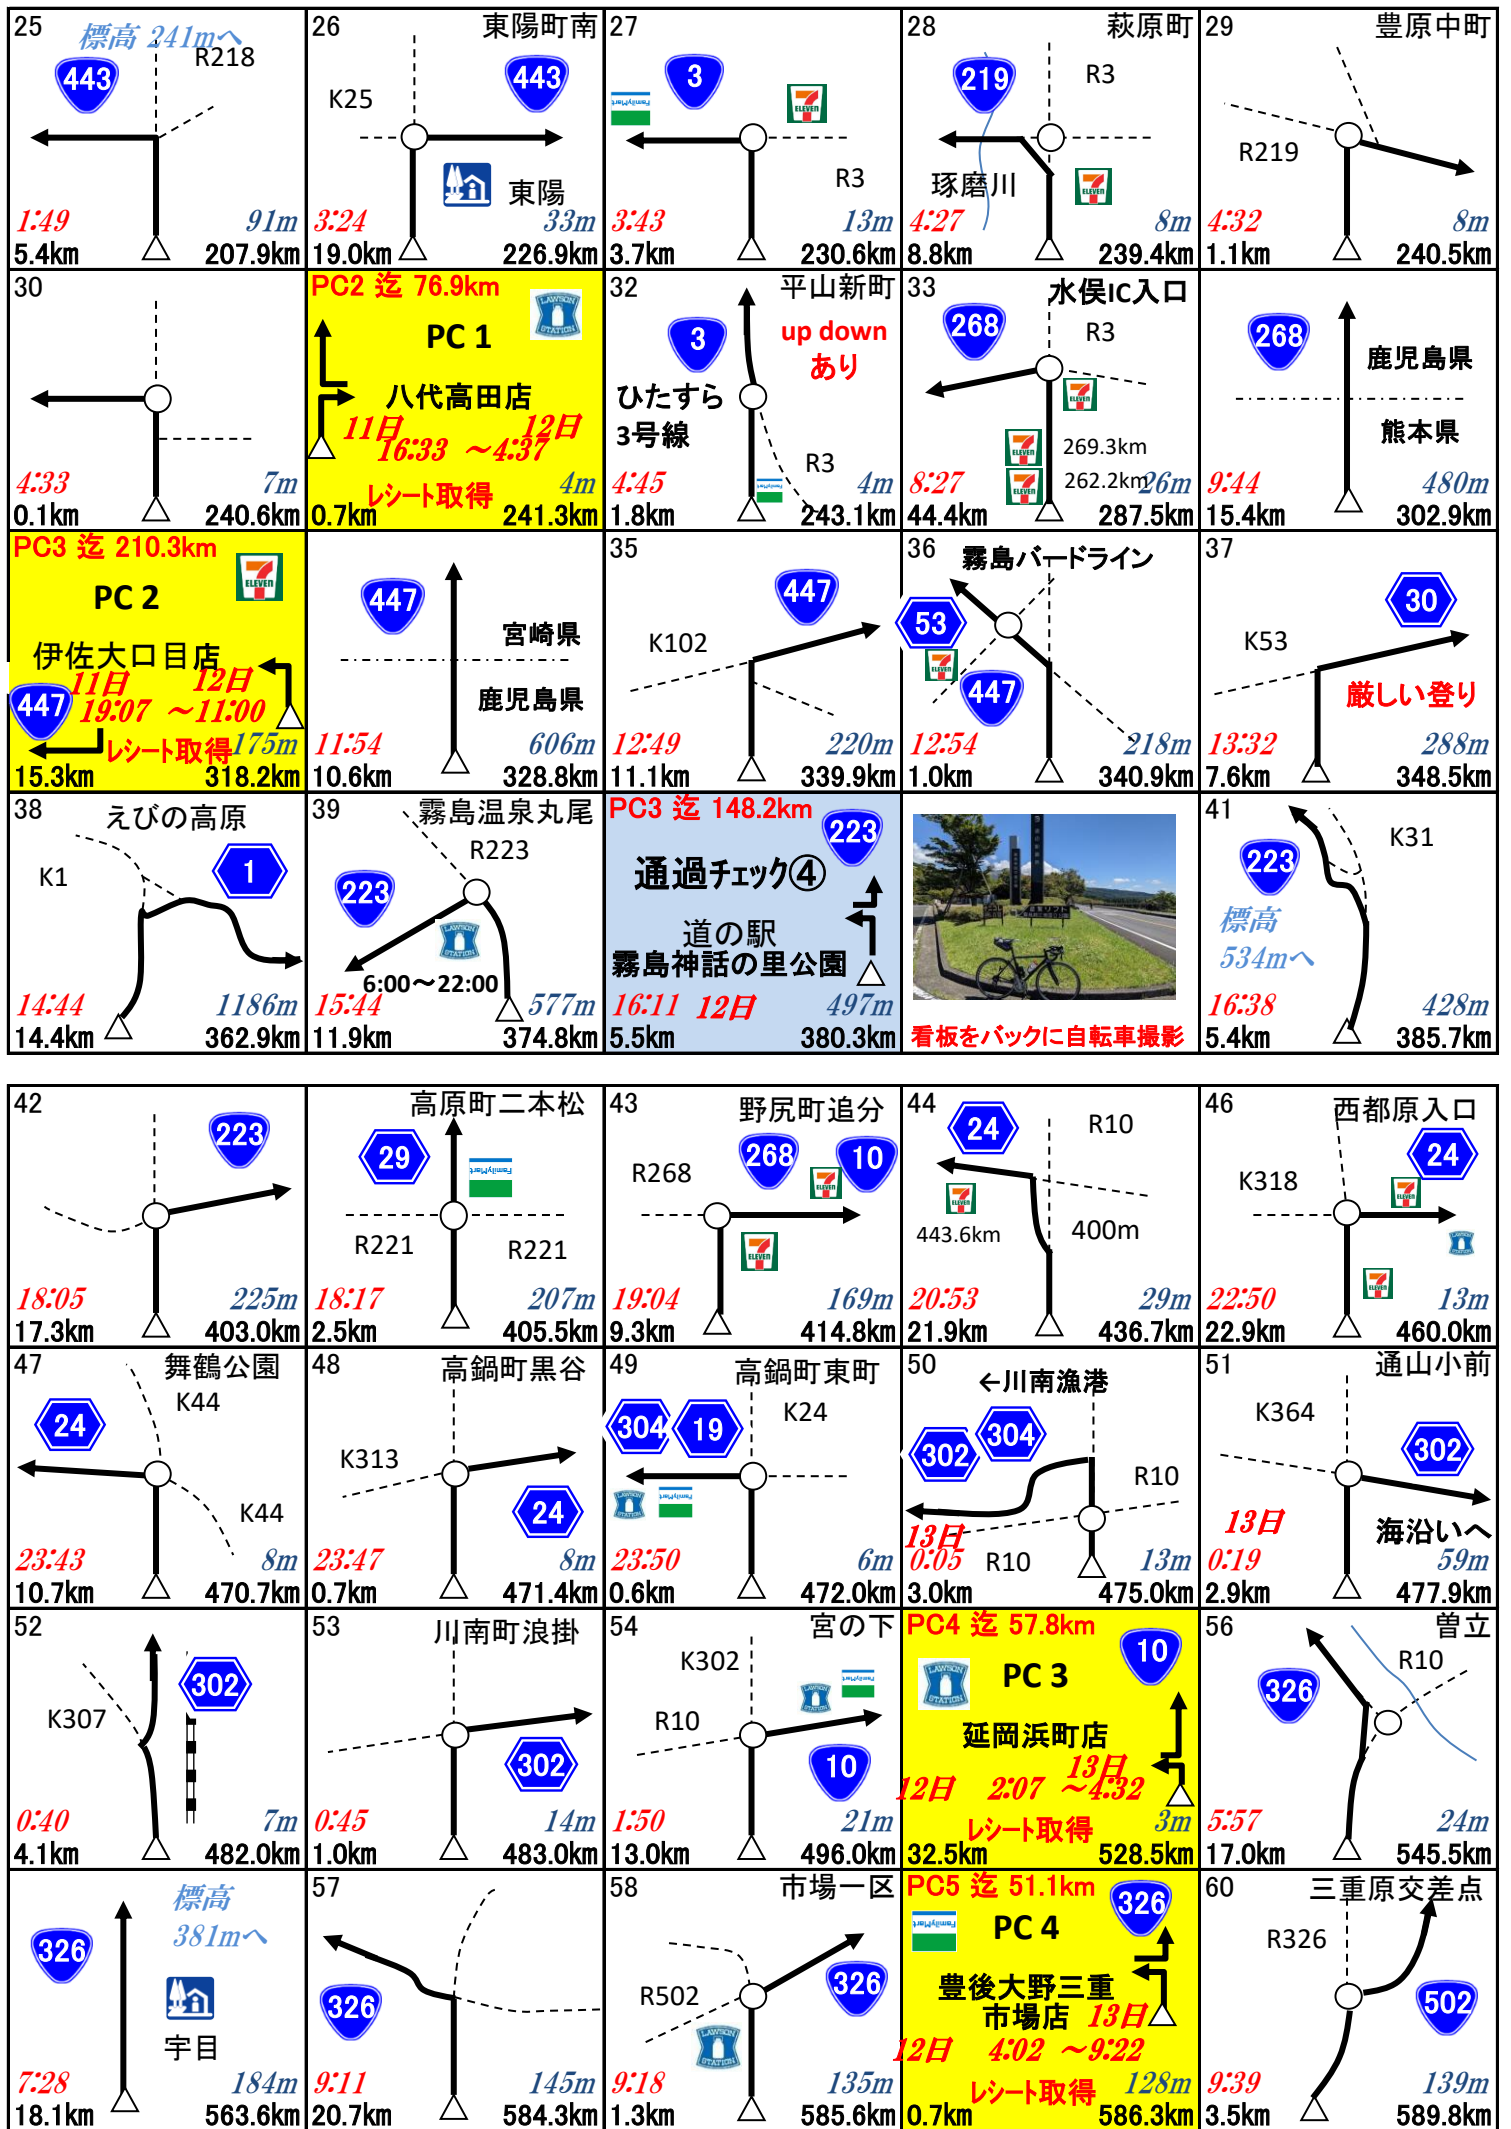 25
標高 241mへ
R218
443
1:49
91m
5.4km
207.9km
26
東陽町南
K25
443
東陽
3:24
33m
19.0km
226.9km
27
3
FamilyMart
ELEVEN
R3
3:43
13m
3.7km
230.6km
28
萩原町
219
R3
琢磨川
ELEVEN
4:27
8m
8.8km
239.4km
29
豊原中町
R219
4:32
8m
1.1km
240.5km
30
4:33
7m
0.1km
240.6km
PC2 迄 76.9km
LAWSON
STATION
PC 1
八代高田店
11日
12日
16:33 ～4:37
レシート取得
4m
0.7km
241.3km
32
平山新町
3
up down
あり
ひたすら
3号線
R3
4:45
4m
1.8km
243.1km
33
水俣IC入口
268
R3
ELEVEN
ELEVEN
269.3km
ELEVEN
262.2km
8:27
26m
44.4km
287.5km
268
鹿児島県
熊本県
9:44
480m
15.4km
302.9km
PC3 迄 210.3km
PC 2
ELEVEN
伊佐大口目店
11日
12日
447
19:07 ～11:00
レシート取得
175m
15.3km
318.2km
447
宮崎県
鹿児島県
11:54
606m
10.6km
328.8km
35
447
K102
12:49
220m
11.1km
339.9km
36
霧島バードライン
53
ELEVEN
447
12:54
218m
1.0km
340.9km
37
30
K53
厳しい登り
13:32
288m
7.6km
348.5km
38
えびの高原
K1
1
14:44
1186m
14.4km
362.9km
39
霧島温泉丸尾
R223
223
LAWSON
STATION
6:00～22:00
15:44
577m
11.9km
374.8km
PC3 迄 148.2km
223
通過チェック④
道の駅
霧島神話の里公園
16:11
12日
497m
5.5km
380.3km
看板をバックに自転車撮影
41
K31
223
標高
534mへ
16:38
428m
5.4km
385.7km
42
223
18:05
225m
17.3km
403.0km
高原町二本松
29
FamilyMart
R221
R221
18:17
207m
2.5km
405.5km
43
野尻町追分
R268
268
10
ELEVEN
ELEVEN
19:04
169m
9.3km
414.8km
44
24
R10
ELEVEN
443.6km
400m
20:53
29m
21.9km
436.7km
46
西都原入口
24
K318
ELEVEN
ELEVEN
22:50
13m
22.9km
460.0km
47
舞鶴公園
K44
24
K44
23:43
8m
10.7km
470.7km
48
高鍋町黒谷
K313
24
23:47
8m
0.7km
471.4km
49
高鍋町東町
304
19
K24
LAWSON
STATION
FamilyMart
23:50
6m
0.6km
472.0km
50
←川南漁港
302
304
R10
13日
0:05
R10
13m
3.0km
475.0km
51
通山小前
K364
302
13日
海沿いへ
0:19
59m
2.9km
477.9km
52
302
K307
0:40
7m
4.1km
482.0km
53
川南町浪掛
302
0:45
14m
1.0km
483.0km
54
宮の下
K302
LAWSON
STATION
FamilyMart
R10
10
1:50
21m
13.0km
496.0km
PC4 迄 57.8km
LAWSON
STATION
PC 3
10
延岡浜町店
13日
12日
2:07 ～4:32
レシート取得
3m
32.5km
528.5km
56
曽立
R10
326
5:57
24m
17.0km
545.5km
標高
381mへ
326
宇目
7:28
184m
18.1km
563.6km
57
326
9:11
145m
20.7km
584.3km
58
市場一区
R502
326
LAWSON
STATION
9:18
135m
1.3km
585.6km
PC5 迄 51.1km
FamilyMart
PC 4
326
豊後大野三重
市場店
13日
12日
4:02 ～9:22
レシート取得
128m
0.7km
586.3km
60
三重原交差点
R326
502
9:39
139m
3.5km
589.8km